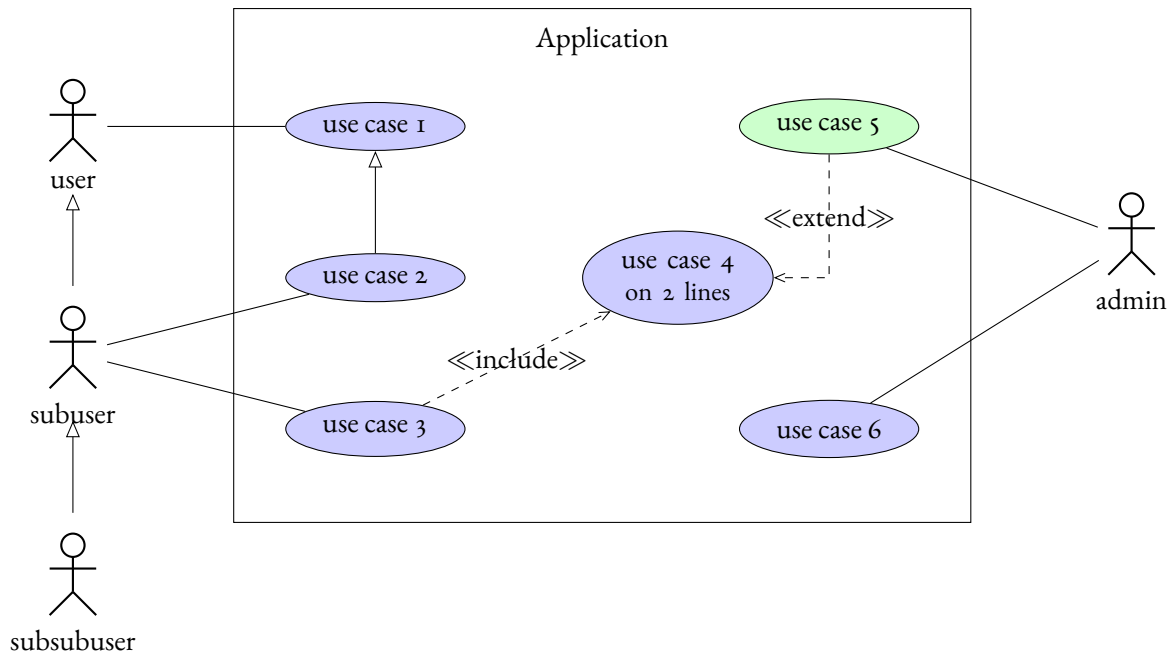 Application
use case 1
use case 5
user
≪extend≫
use case 2
use case 4
on 2 lines
admin
≪include≫
subuser
use case 3
use case 6
subsubuser